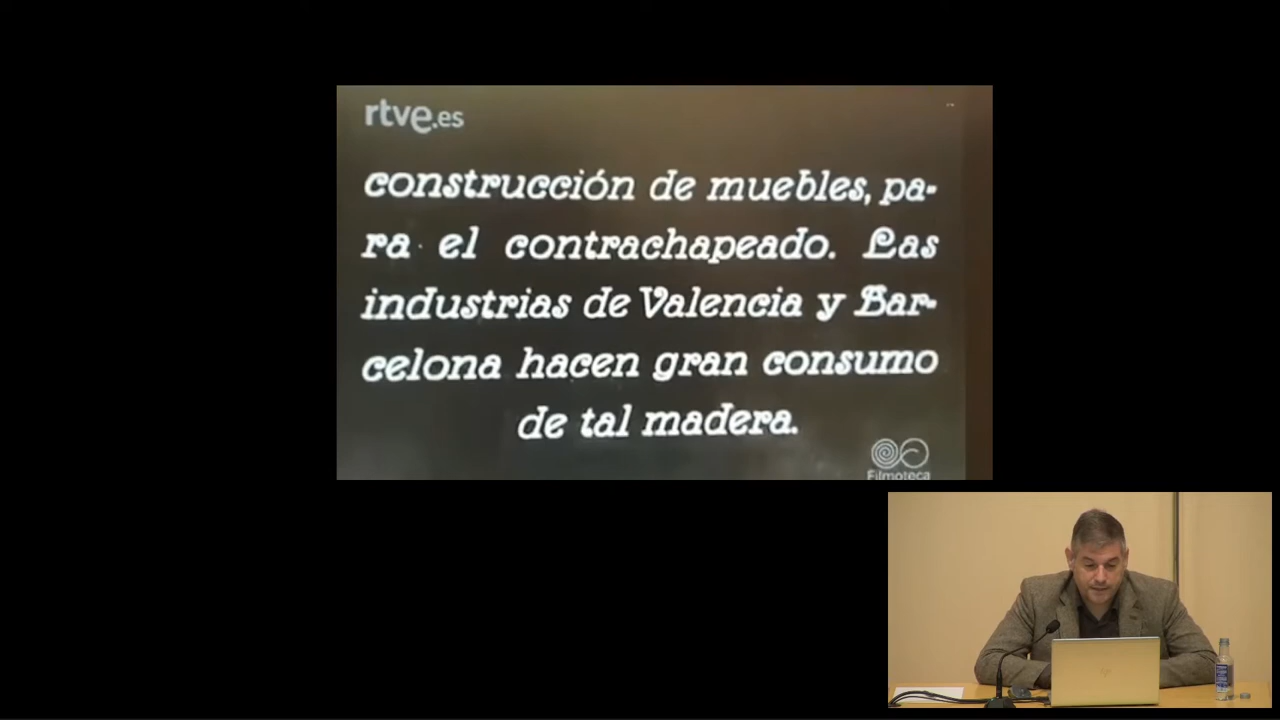 rtve.es
construcción de muebles, pa-
ra el contrachapeado. Las
industrias de Valencia y Bar-
celona hacen gran consumo
de tal madera.
Filmoteca